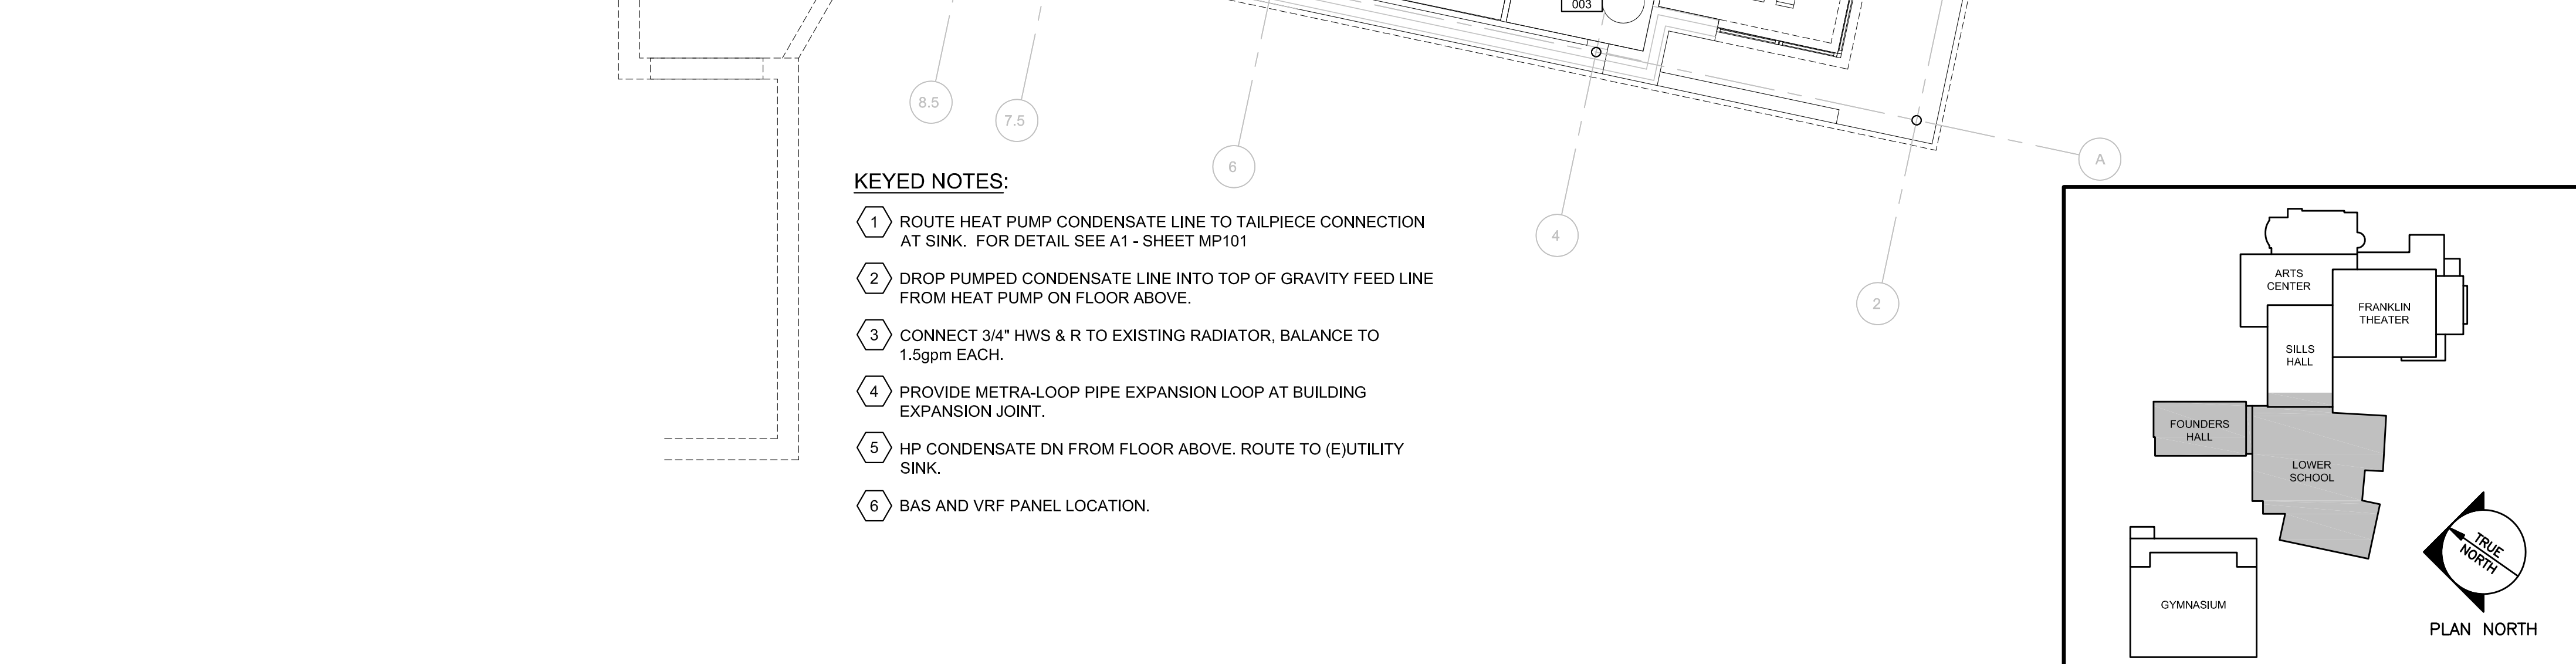 003
8.5
7.5
6
4
2
A
KEYED NOTES:
1 ROUTE HEAT PUMP CONDENSATE LINE TO TAILPIECE CONNECTION
AT SINK. FOR DETAIL SEE A1 - SHEET MP101
2 DROP PUMPED CONDENSATE LINE INTO TOP OF GRAVITY FEED LINE
FROM HEAT PUMP ON FLOOR ABOVE.
3 CONNECT 3/4" HWS & R TO EXISTING RADIATOR, BALANCE TO
1.5gpm EACH.
4 PROVIDE METRA-LOOP PIPE EXPANSION LOOP AT BUILDING
EXPANSION JOINT.
5 HP CONDENSATE DN FROM FLOOR ABOVE. ROUTE TO (E)UTILITY
SINK.
6 BAS AND VRF PANEL LOCATION.
ARTS
CENTER
FRANKLIN
THEATER
SILLS
HALL
FOUNDERS
HALL
LOWER
SCHOOL
GYMNASIUM
TRUE
NORTH
PLAN NORTH